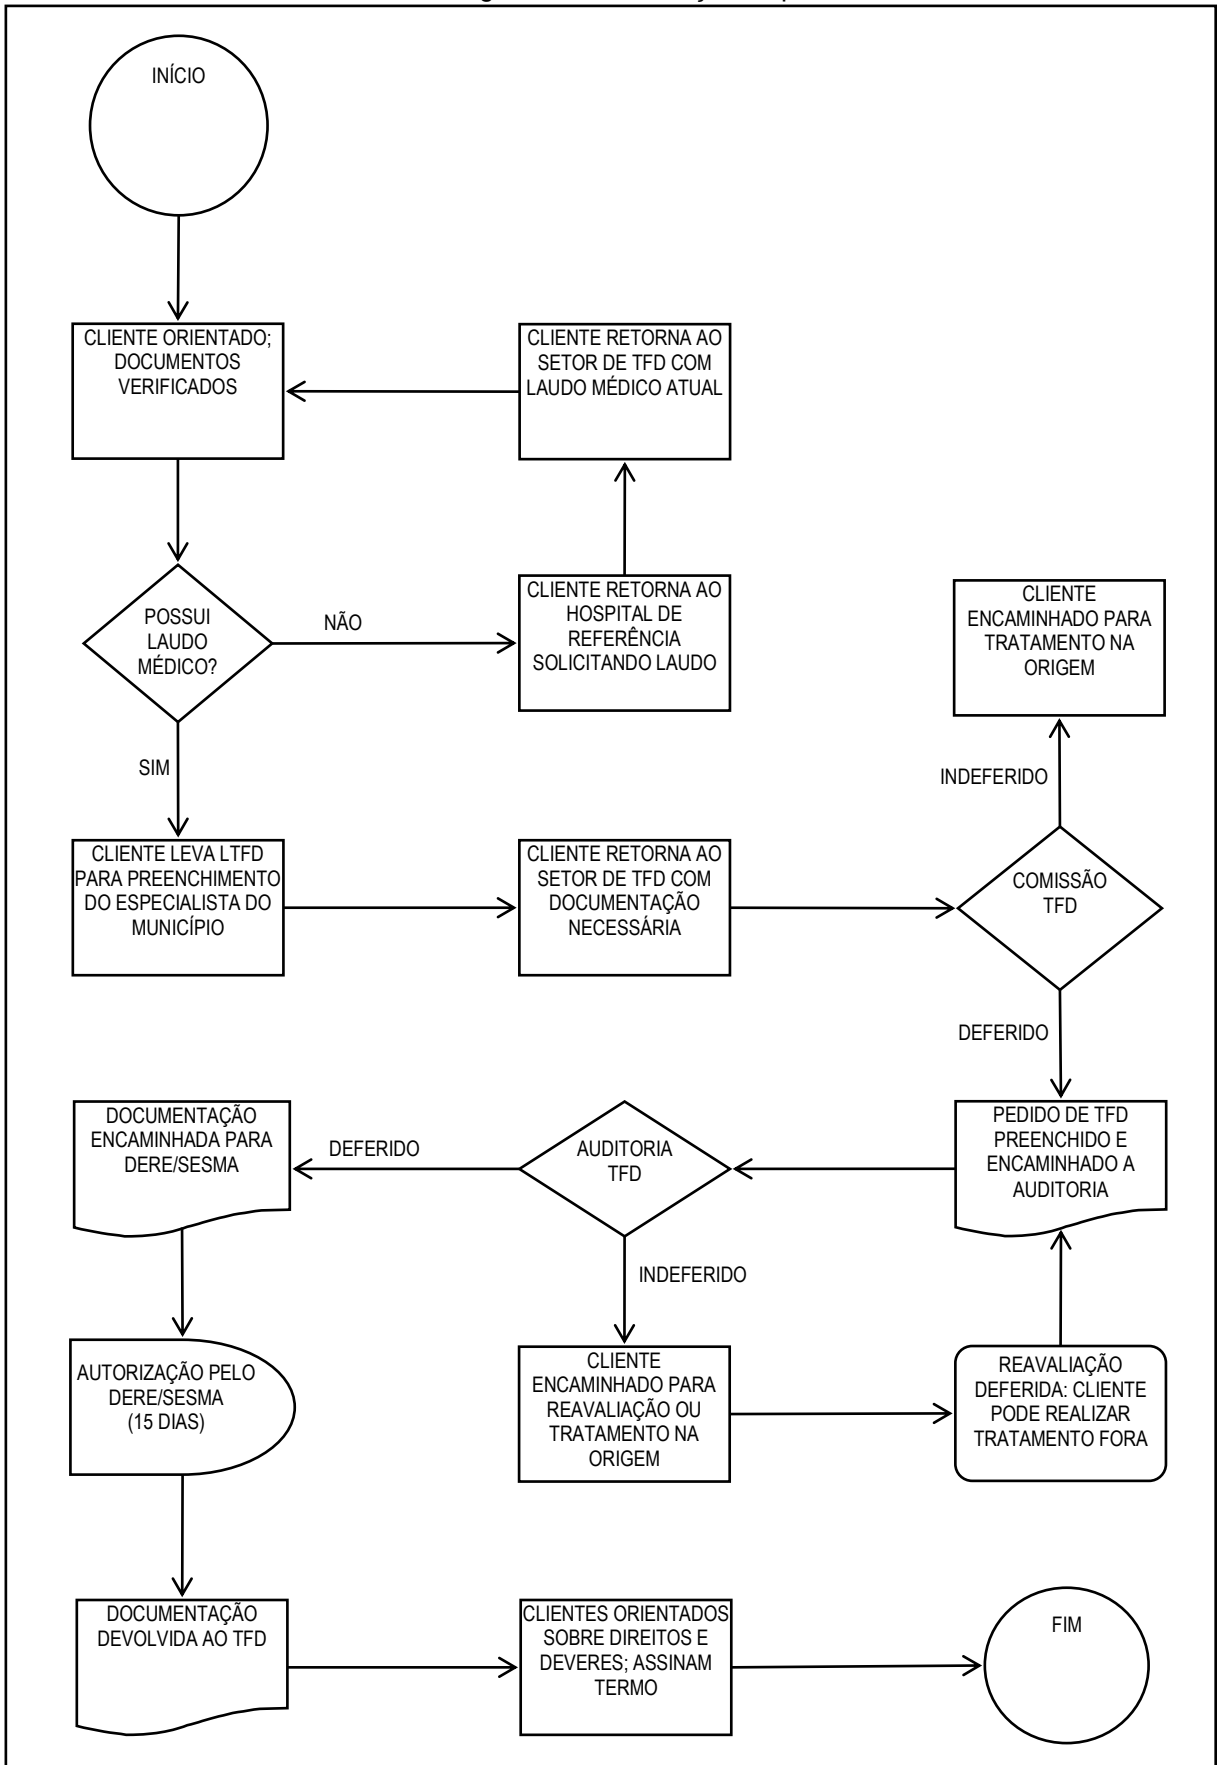 INÍCIO
CLIENTE ORIENTADO;
DOCUMENTOS
VERIFICADOS
CLIENTE RETORNA AO
SETOR DE TFD COM
LAUDO MÉDICO ATUAL
POSSUI
LAUDO
MÉDICO?
NÃO
CLIENTE RETORNA AO
HOSPITAL DE
REFERÊNCIA
SOLICITANDO LAUDO
CLIENTE
ENCAMINHADO PARA
TRATAMENTO NA
ORIGEM
SIM
INDEFERIDO
CLIENTE LEVA LTFD
PARA PREENCHIMENTO
DO ESPECIALISTA DO
MUNICÍPIO
CLIENTE RETORNA AO
SETOR DE TFD COM
DOCUMENTAÇÃO
NECESSÁRIA
COMISSÃO
TFD
DEFERIDO
DOCUMENTAÇÃO
ENCAMINHADA PARA
DERE/SESMA
DEFERIDO
AUDITORIA
TFD
PEDIDO DE TFD
PREENCHIDO E
ENCAMINHADO A
AUDITORIA
INDEFERIDO
AUTORIZAÇÃO PELO
DERE/SESMA
(15 DIAS)
CLIENTE
ENCAMINHADO PARA
REAVALIAÇÃO OU
TRATAMENTO NA
ORIGEM
REAVALIAÇÃO
DEFERIDA: CLIENTE
PODE REALIZAR
TRATAMENTO FORA
DOCUMENTAÇÃO
DEVOLVIDA AO TFD
CLIENTES ORIENTADOS
SOBRE DIREITOS E
DEVERES; ASSINAM
TERMO
FIM